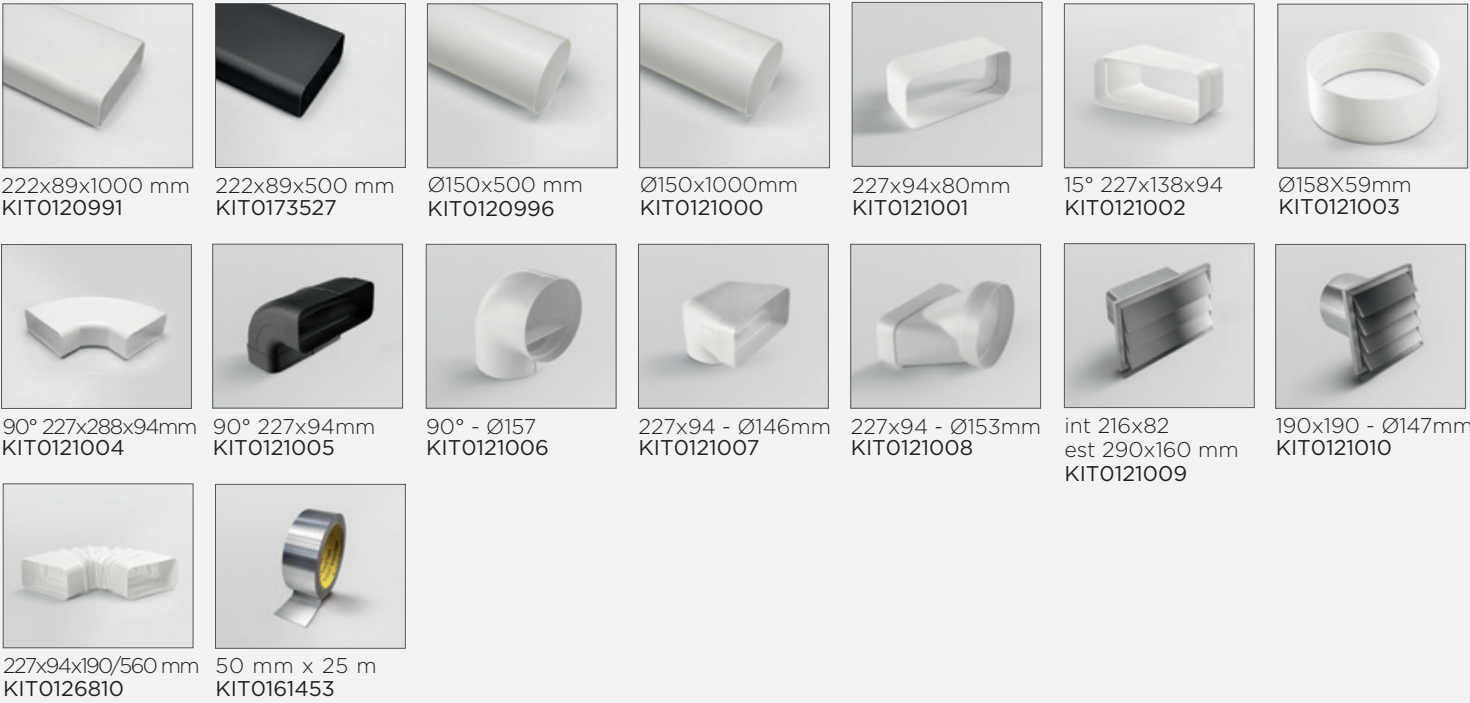 222x89x1000 mm
KIT0120991
222x89x500 mm
KIT0173527
Ø150x500 mm
KIT0120996
Ø150x1000mm
KIT0121000
227x94x80mm
KIT0121001
15° 227x138x94
KIT0121002
Ø158X59mm
KIT0121003
90° 227x288x94mm
KIT0121004
90° 227x94mm
KIT0121005
90° - Ø157
KIT0121006
227x94 - Ø146mm
KIT0121007
227x94 - Ø153mm
KIT0121008
int 216x82
est 290x160 mm
KIT0121009
190x190 - Ø147mm
KIT0121010
227x94x190/560 mm
KIT0126810
50 mm x 25 m
KIT0161453